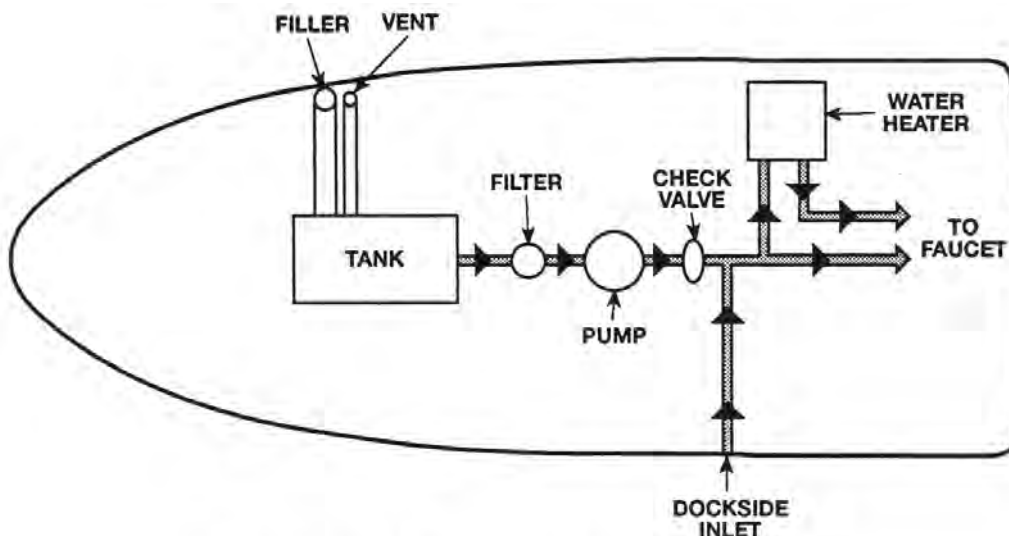 FILLER
VENT
WATER
HEATER
FILTER
CHECK
VALVE
TANK
TO
FAUCET
PUMP
DOCKSIDE
INLET